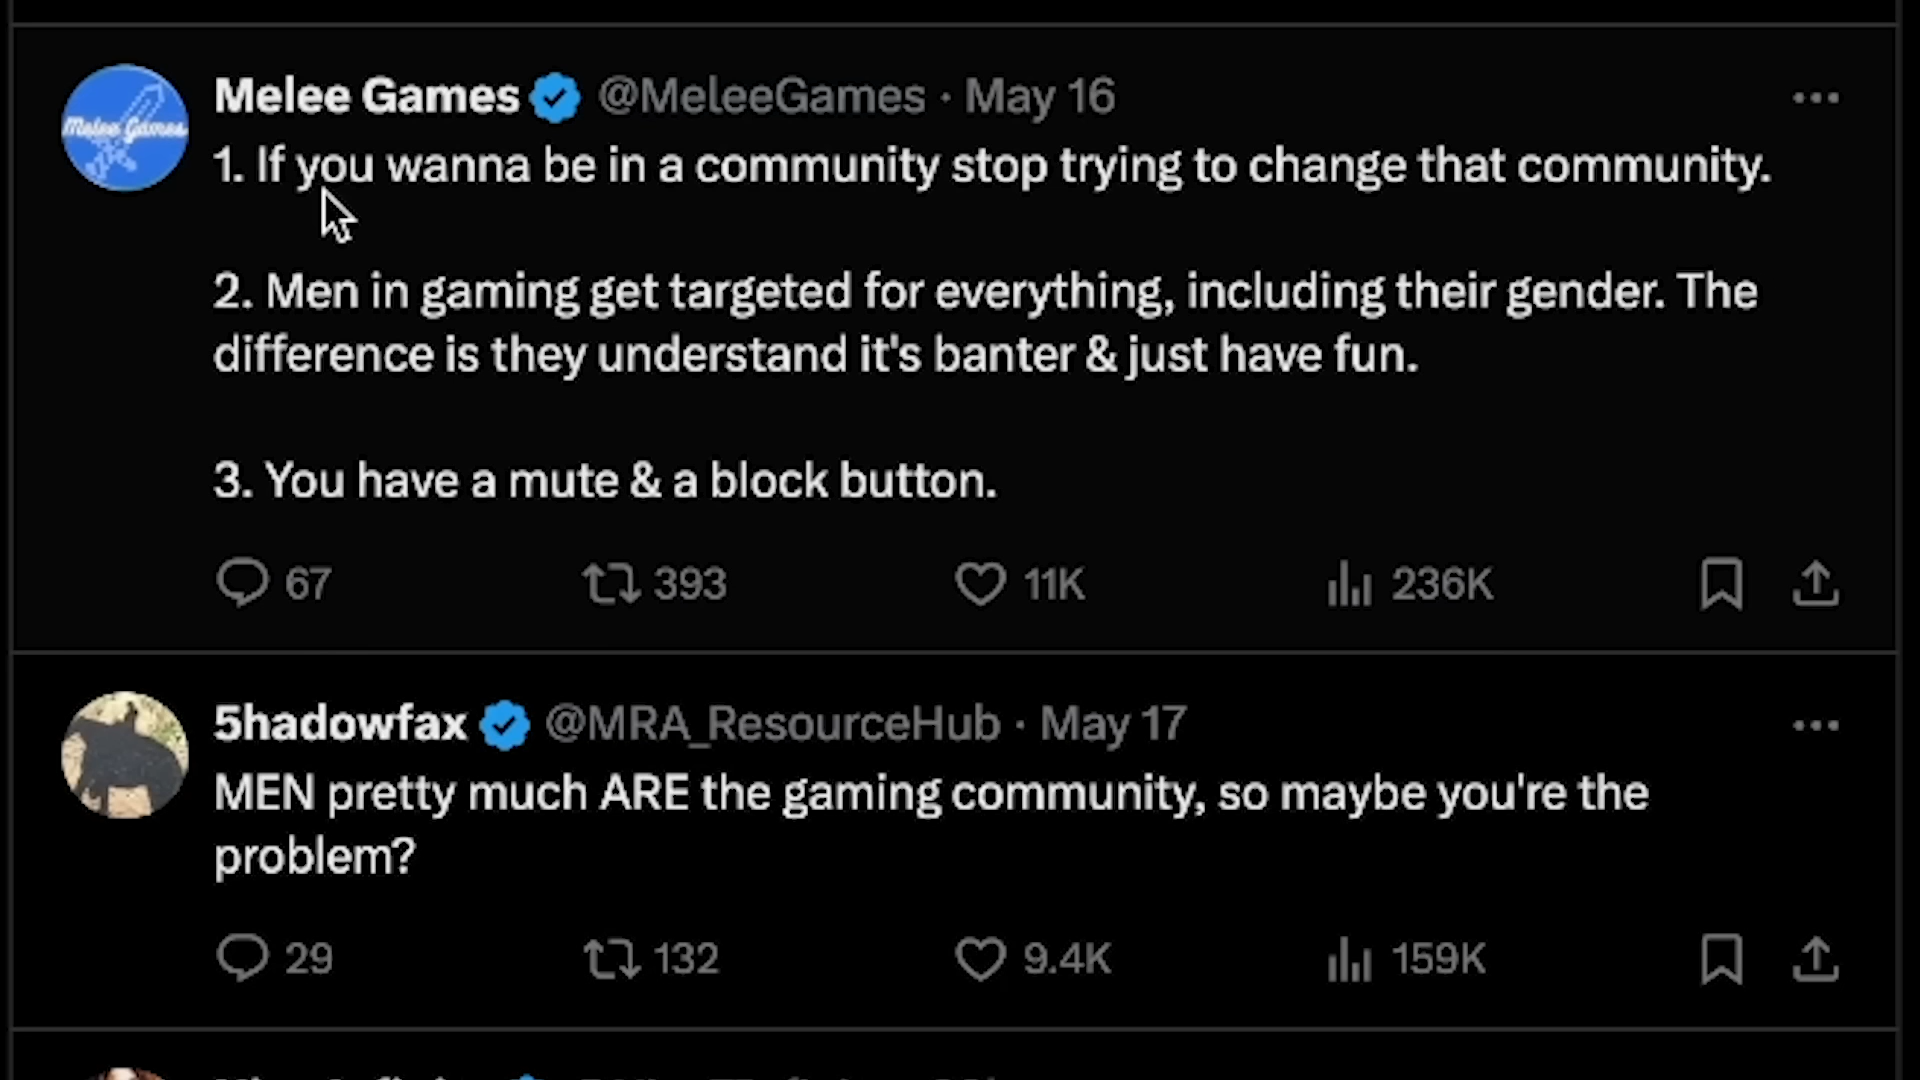 Melee Games @MeleeGames · May 16
Melee Games
1. If you wanna be in a community stop trying to change that community.
2. Men in gaming get targeted for everything, including their gender. The
difference is they understand it's banter & just have fun.
3. You have a mute & a block button.
67 393 11K 236K
5hadowfax @MRA_ResourceHub · May 17
MEN pretty much ARE the gaming community, so maybe you're the
problem?
29 132 9.4K 159K